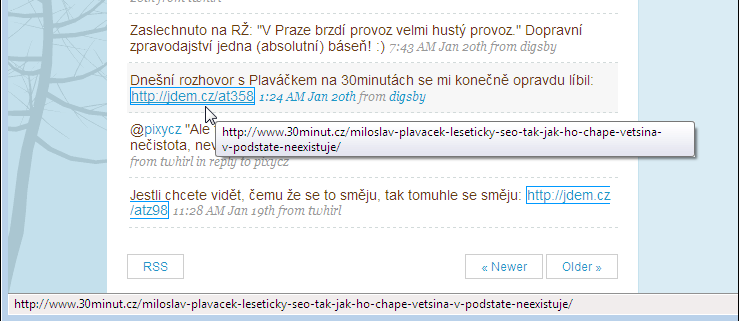 Zaslechnuto na RŽ: "V Praze brzdí provoz velmi hustý provoz." Dopravní
zpravodajství jedna (absolutní) báseň! :) 7:43 AM Jan 20th from digsby
Dnešní rozhovor s Plaváčkem na 30minutách se mi konečně opravdu líbil:
http://jdem.cz/at358 1:24 AM Jan 20th from digsby
@pixycz "Ale
http://www.30minut.cz/miloslav-plavacek-leseticky-seo-tak-jak-ho-chape-vetsina-
v-podstate-neexistuje/
nečistota,
from twhirl in reply to pixycz
Jestli chcete vidět, čemu že se to směju, tak tomuhle se směju: http://jdem.cz
/atz98 11:28 AM Jan 19th from twhirl
RSS
« Newer
Older »
http://www.30minut.cz/miloslav-plavacek-leseticky-seo-tak-jak-ho-chape-vetsina-v-podstate-neexistuje/